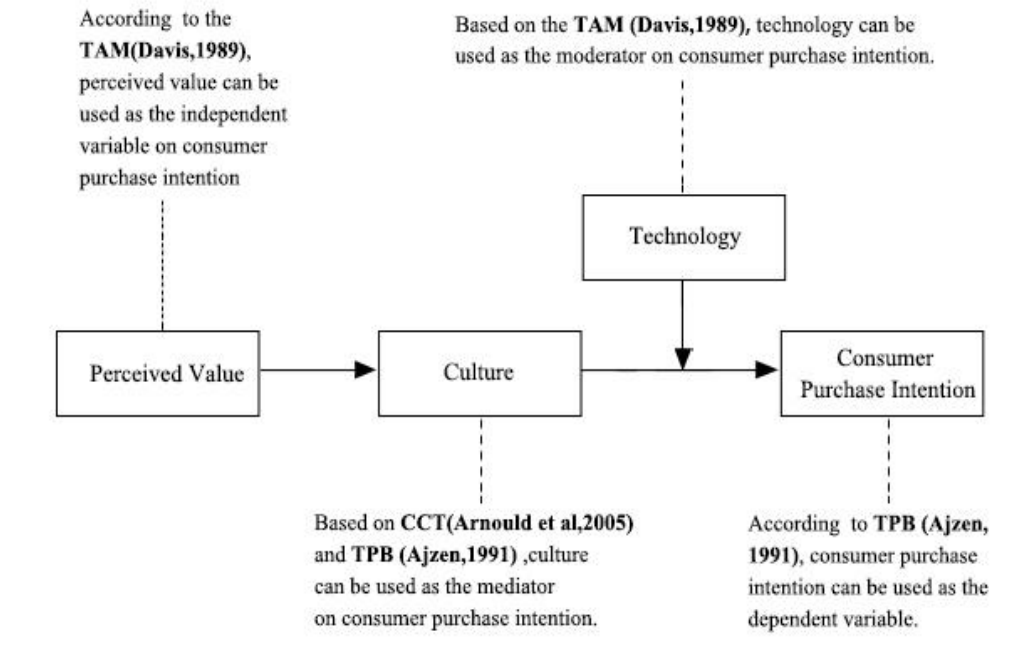 According to the
TAM(Davis,1989),
perceived value can be
used as the independent
variable on consumer
purchase intention
Based on the TAM (Davis,1989), technology can be
used as the moderator on consumer purchase intention.
Technology
Perceived Value
Culture
Consumer
Purchase Intention
Based on CCT(Arnould et al,2005)
and TPB (Ajzen,1991) ,culture
can be used as the mediator
on consumer purchase intention.
According to TPB (Ajzen,
1991), consumer purchase
intention can be used as the
dependent variable.